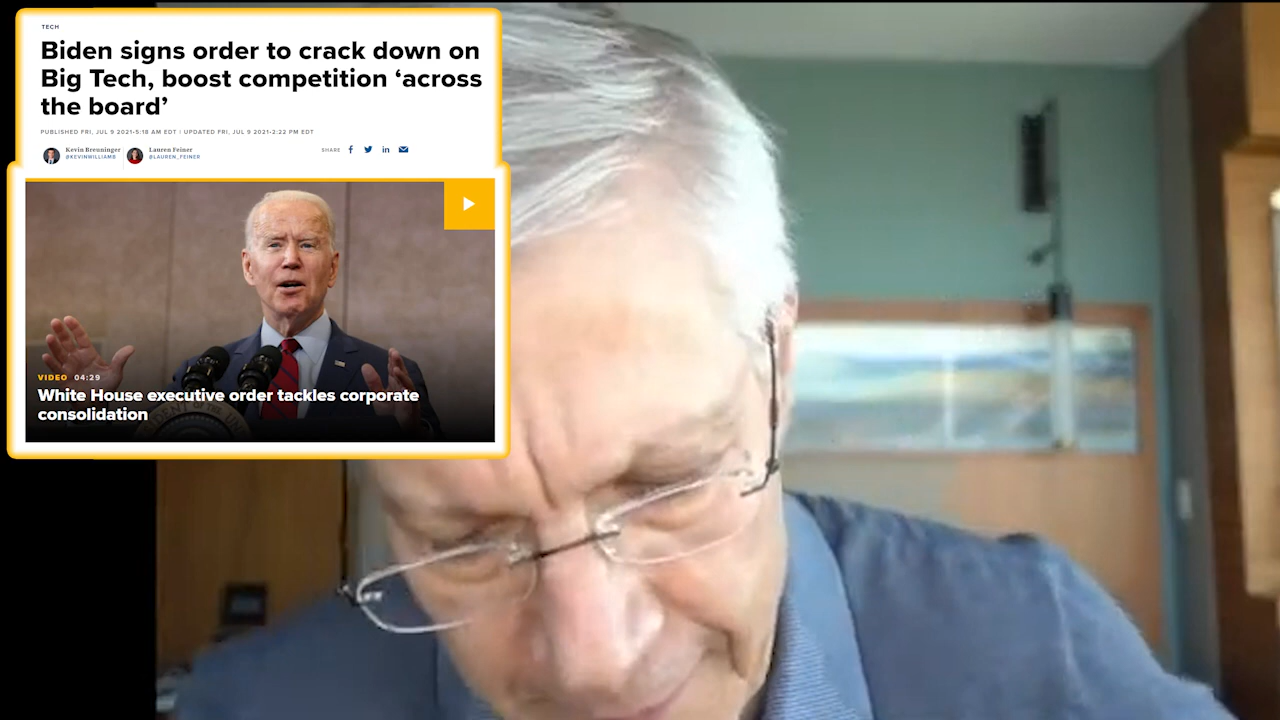 TECH
Biden signs order to crack down on
Big Tech, boost competition ‘across
the board’
PUBLISHED FRI, JUL 9 2021•5:18 AM EDT | UPDATED FRI, JUL 9 2021•2:22 PM EDT
Kevin Breuninger
@KEVINWILLIAMB
Lauren Feiner
@LAUREN_FEINER
SHARE
VIDEO 04:29
White House executive order tackles corporate
consolidation